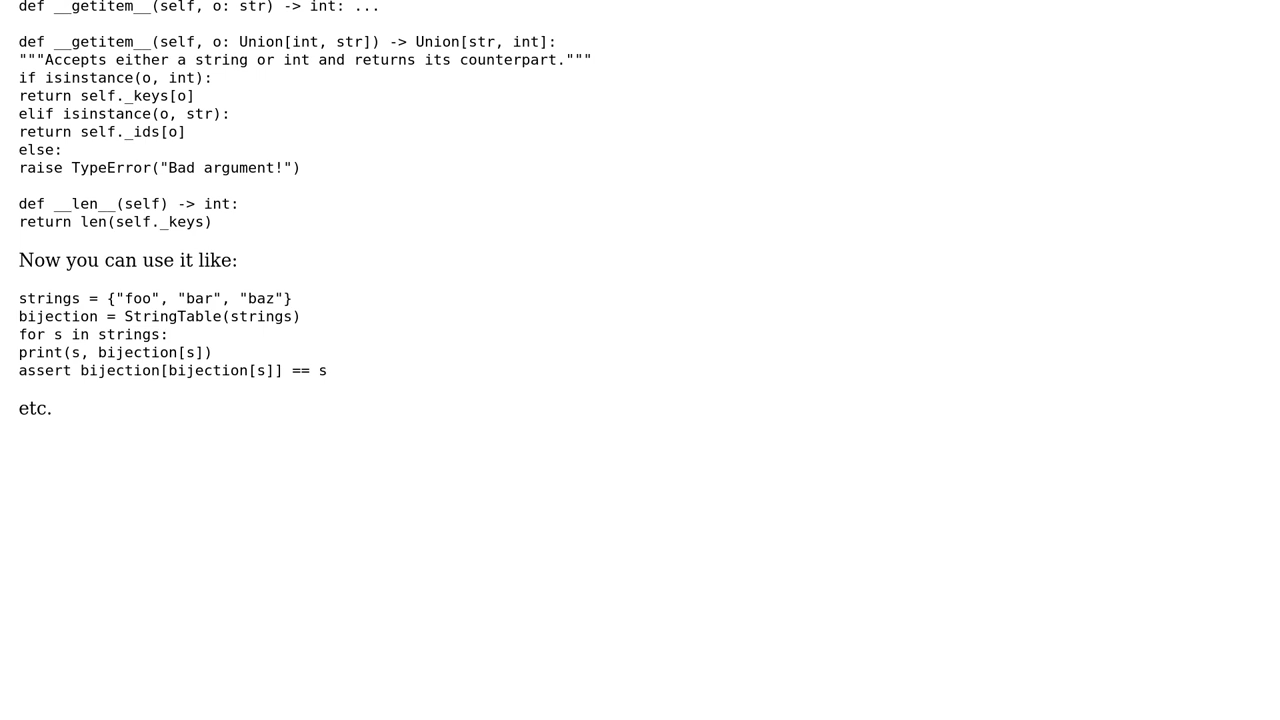 def __getitem__(self, o: str) -> int: ...
def __getitem__(self, o: Union[int, str]) -> Union[str, int]:
"""Accepts either a string or int and returns its counterpart."""
if isinstance(o, int):
return self._keys[o]
elif isinstance(o, str):
return self._ids[o]
else:
raise TypeError("Bad argument!")
def __len__(self) -> int:
return len(self._keys)
Now you can use it like:
strings = {"foo", "bar", "baz"}
bijection = StringTable(strings)
for s in strings:
print(s, bijection[s])
assert bijection[bijection[s]] == s
etc.